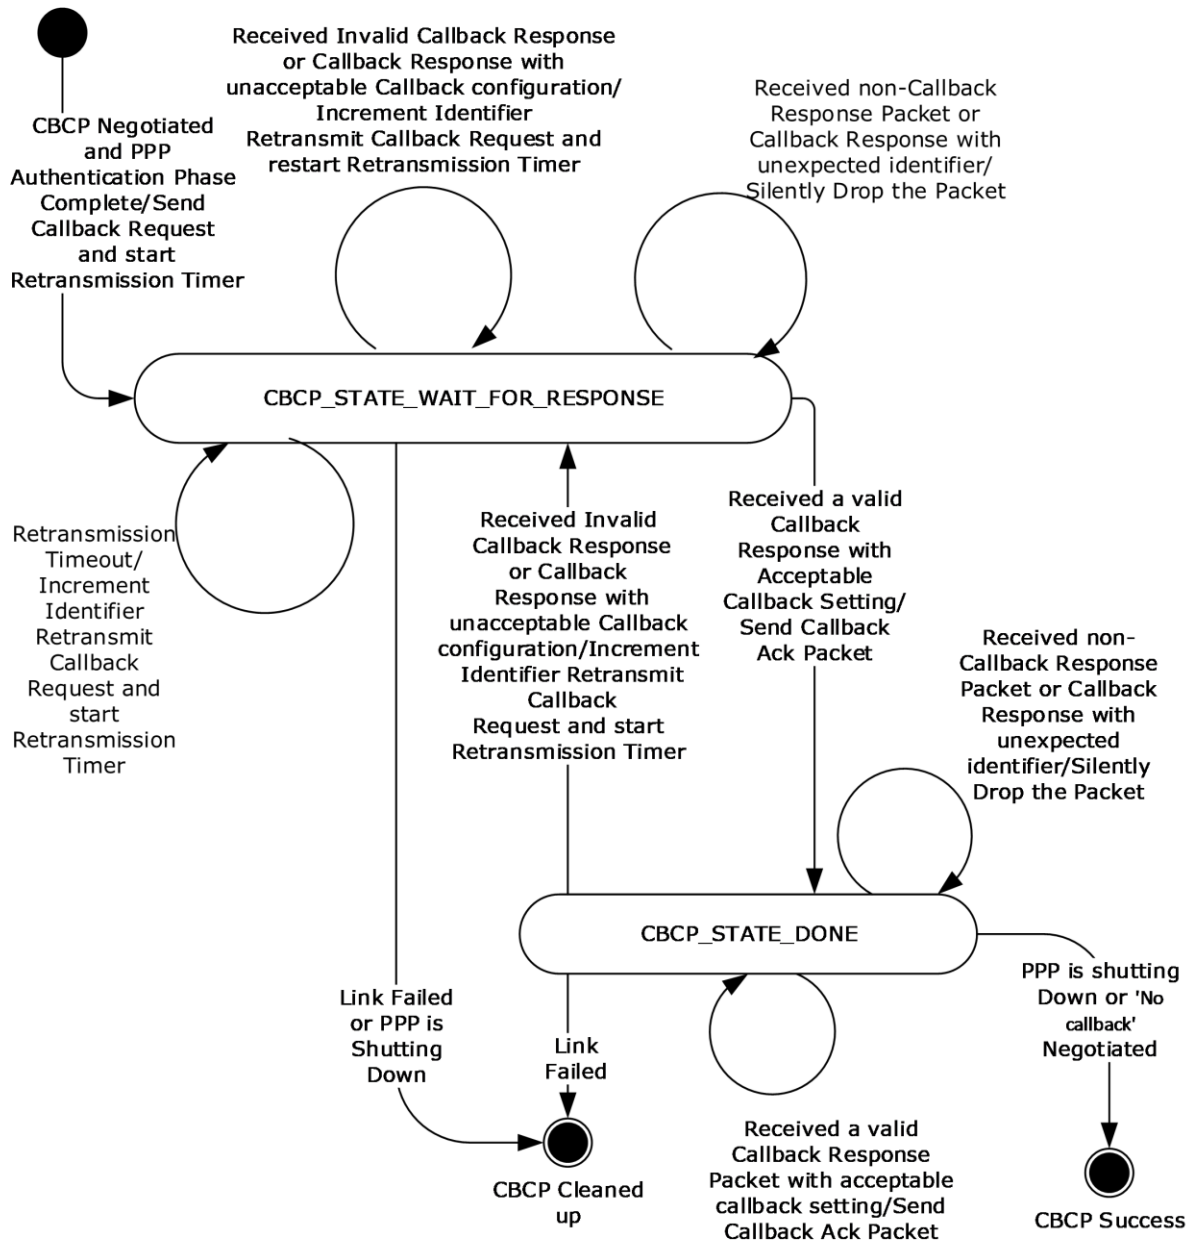 Received Invalid Callback Response
or Callback Response with
unacceptable Callback configuration/
Increment Identifier
Retransmit Callback Request and
restart Retransmission Timer
Received non-Callback
Response Packet or
Callback Response with
unexpected identifier/
Silently Drop the Packet
CBCP Negotiated
and PPP
Authentication Phase
Complete/Send
Callback Request
and start
Retransmission Timer
CBCP_STATE_WAIT_FOR_RESPONSE
Retransmission
Timeout/
Increment
Identifier
Retransmit
Callback
Request and
start
Retransmission
Timer
Received Invalid
Callback Response
or Callback
Response with
unacceptable Callback
configuration/Increment
Identifier Retransmit
Callback
Request and start
Retransmission Timer
Received a valid
Callback
Response with
Acceptable
Callback Setting/
Send Callback
Ack Packet
Received non-
Callback Response
Packet or Callback
Response with
unexpected
identifier/Silently
Drop the Packet
CBCP_STATE_DONE
Link Failed
or PPP is
Shutting
Down
Link
Failed
PPP is shutting
Down or 'No
callback'
Negotiated
CBCP Cleaned
up
Received a valid
Callback Response
Packet with acceptable
callback setting/Send
Callback Ack Packet
CBCP Success